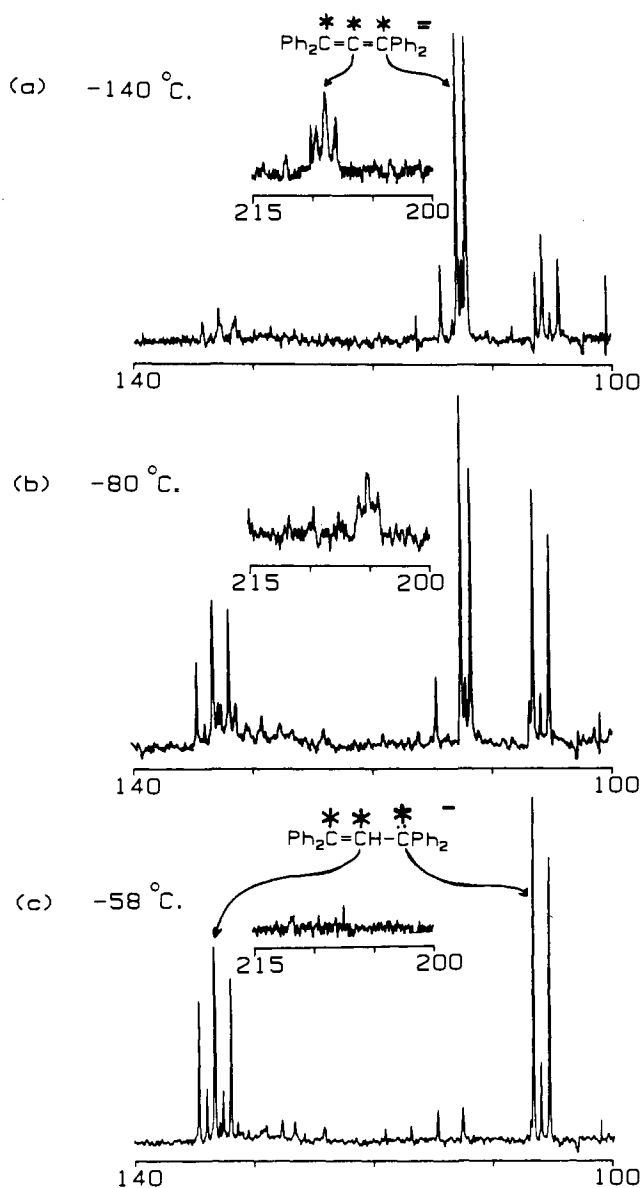 * * * =
Ph₂C=C=CPh₂
(a) -140 °C.
215 200
140 100
(b) -80 °C.
215 200
140 100
* * * -
Ph₂C=CH-C̈Ph₂
(c) -58 °C.
215 200
140 100